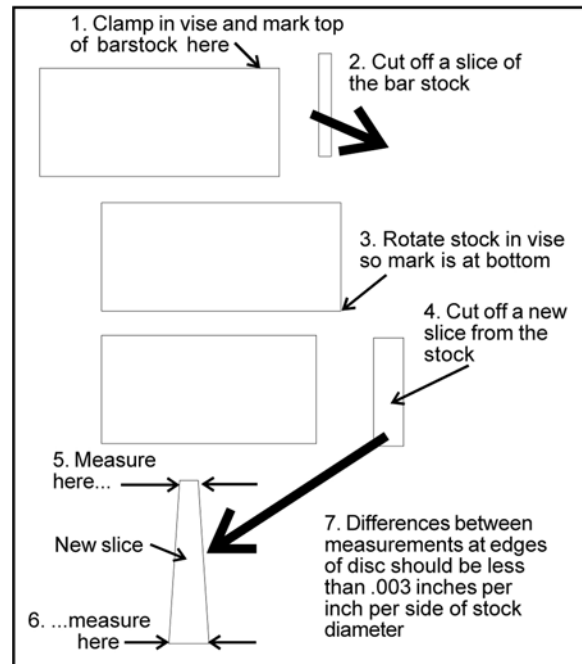 1. Clamp in vise and mark top
of barstock here
2. Cut off a slice of
the bar stock
3. Rotate stock in vise
so mark is at bottom
4. Cut off a new
slice from the
stock
5. Measure
here...
New slice
6. ...measure
here
7. Differences between
measurements at edges
of disc should be less
than .003 inches per
inch per side of stock
diameter